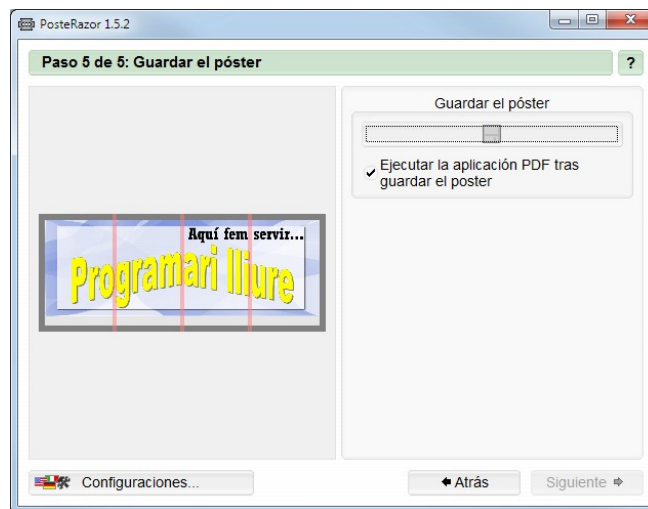 PosteRazor 1.5.2
Paso 5 de 5: Guardar el póster
?
Guardar el póster
Ejecutar la aplicación PDF tras
guardar el poster
Aquí fem servir...
Programari lliure
Configuraciones...
Atrás
Siguiente